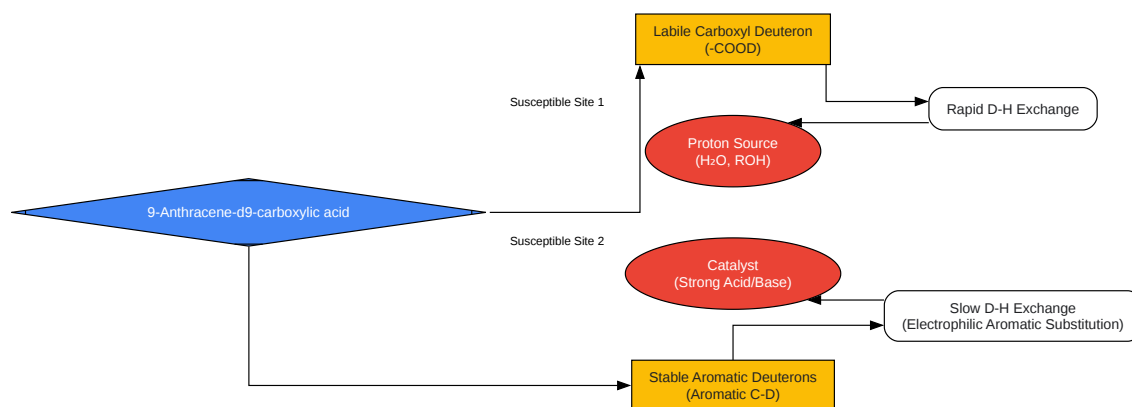 Labile Carboxyl Deuteron
(-COOD)
Susceptible Site 1
Rapid D-H Exchange
Proton Source
(H₂O, ROH)
9-Anthracene-d9-carboxylic acid
Susceptible Site 2
Catalyst
(Strong Acid/Base)
Slow D-H Exchange
(Electrophilic Aromatic Substitution)
Stable Aromatic Deuterons
(Aromatic C-D)